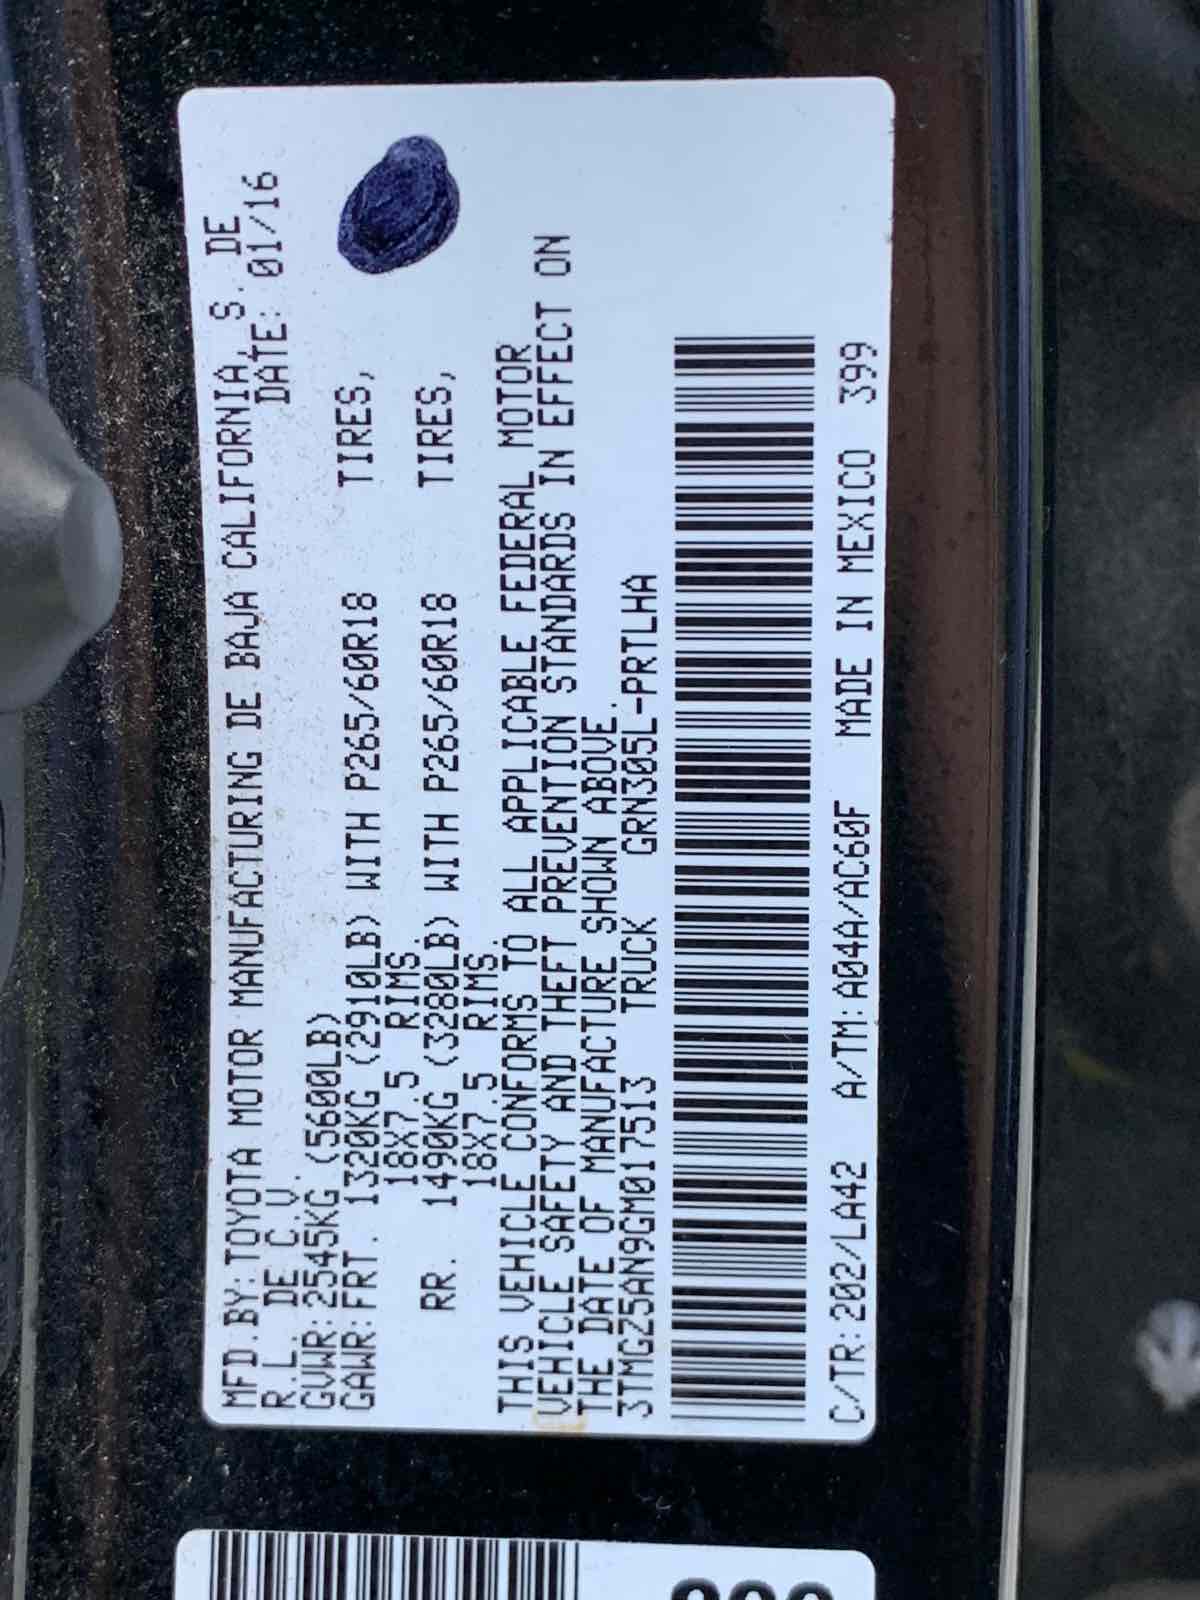 MFD.BY:TOYOTA MOTOR MANUFACTURING DE BAJA CALIFORNIA, S. DE
R.L. DE C.V. DATE: 01/16
GVWR:2545KG (5600LB)
GAWR:FRT. 1320KG (2910LB) WITH P265/60R18 TIRES,
18X7.5 RIMS.
RR. 1490KG (3280LB) WITH P265/60R18 TIRES,
18X7.5 RIMS.
THIS VEHICLE CONFORMS TO ALL APPLICABLE FEDERAL MOTOR
VEHICLE SAFETY AND THEFT PREVENTION STANDARDS IN EFFECT ON
THE DATE OF MANUFACTURE SHOWN ABOVE.
3TMGZ5AN9GM017513 TRUCK GRN305L-PRTLHA
C/TR:202/LA42 A/TM:A04A/AC60F MADE IN MEXICO 399